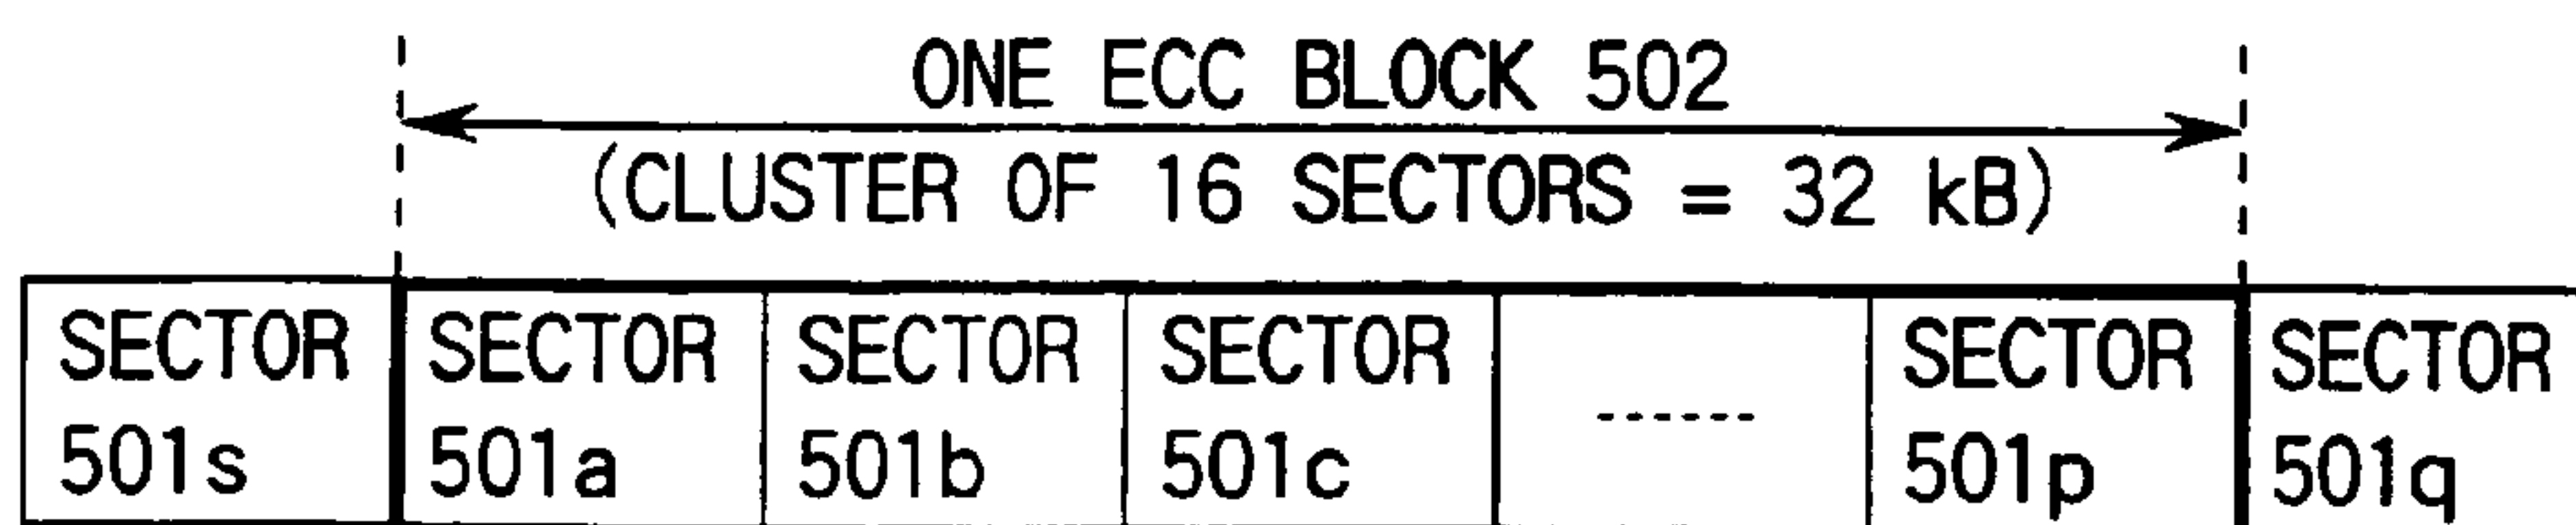 ONE ECC BLOCK 502
(CLUSTER OF 16 SECTORS = 32 kB)
SECTOR 501s
SECTOR 501a
SECTOR 501b
SECTOR 501c
------
SECTOR 501p
SECTOR 501q